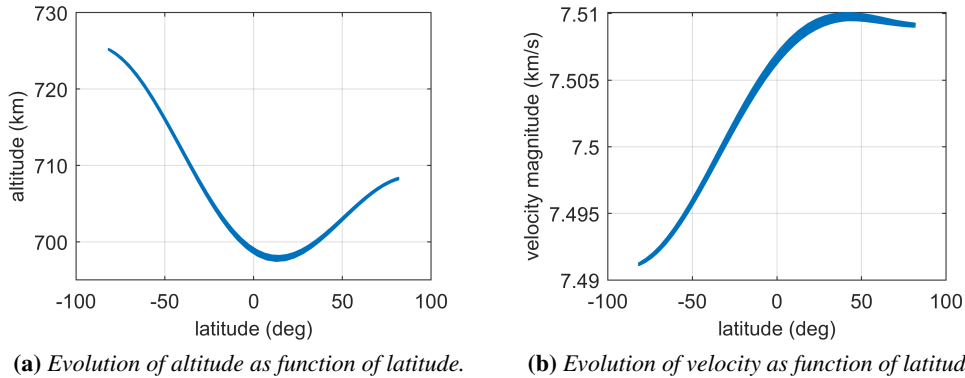 730
720
710
700
altitude (km)
-100 -50 0 50 100
latitude (deg)
(a) Evolution of altitude as function of latitude.
7.51
7.505
7.5
7.495
7.49
velocity magnitude (km/s)
-100 -50 0 50 100
latitude (deg)
(b) Evolution of velocity as function of latitud